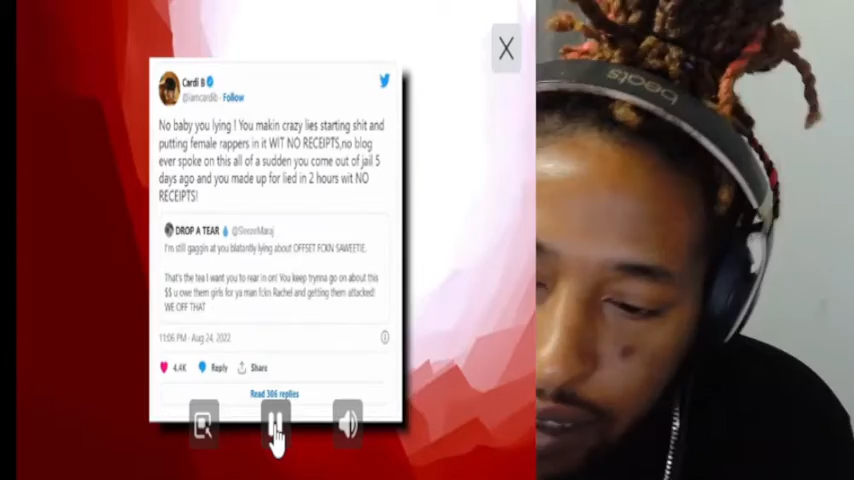 Cardi B
@iamcardib · Follow
No baby you lying ! You makin crazy lies starting shit and
putting female rappers in it WIT NO RECEIPTS,no blog
ever spoke on this all of a sudden you come out of jail 5
days ago and you made up for lied in 2 hours wit NO
RECEIPTS!
DROP A TEAR @SleezeMaraj
I'm still gaggin at you blatantly lying about OFFSET FCKN SAWEETIE.
That's the tea I want you to rear in on! You keep trynna go on about this
$$ u owe them girls for ya man fckn Rachel and getting them attacked!
WE OFF THAT
11:06 PM · Aug 24, 2022
4.4K Reply Share
Read 306 replies
beats